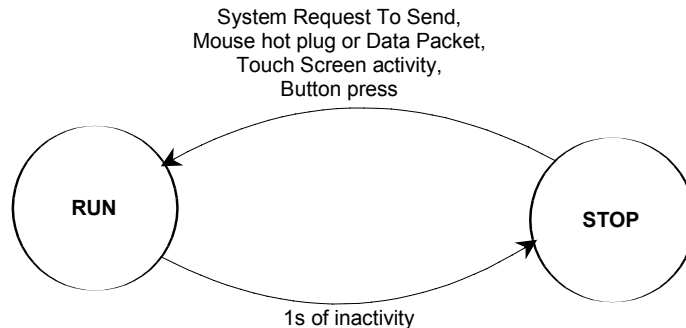 System Request To Send,
Mouse hot plug or Data Packet,
Touch Screen activity,
Button press
RUN
STOP
1s of inactivity